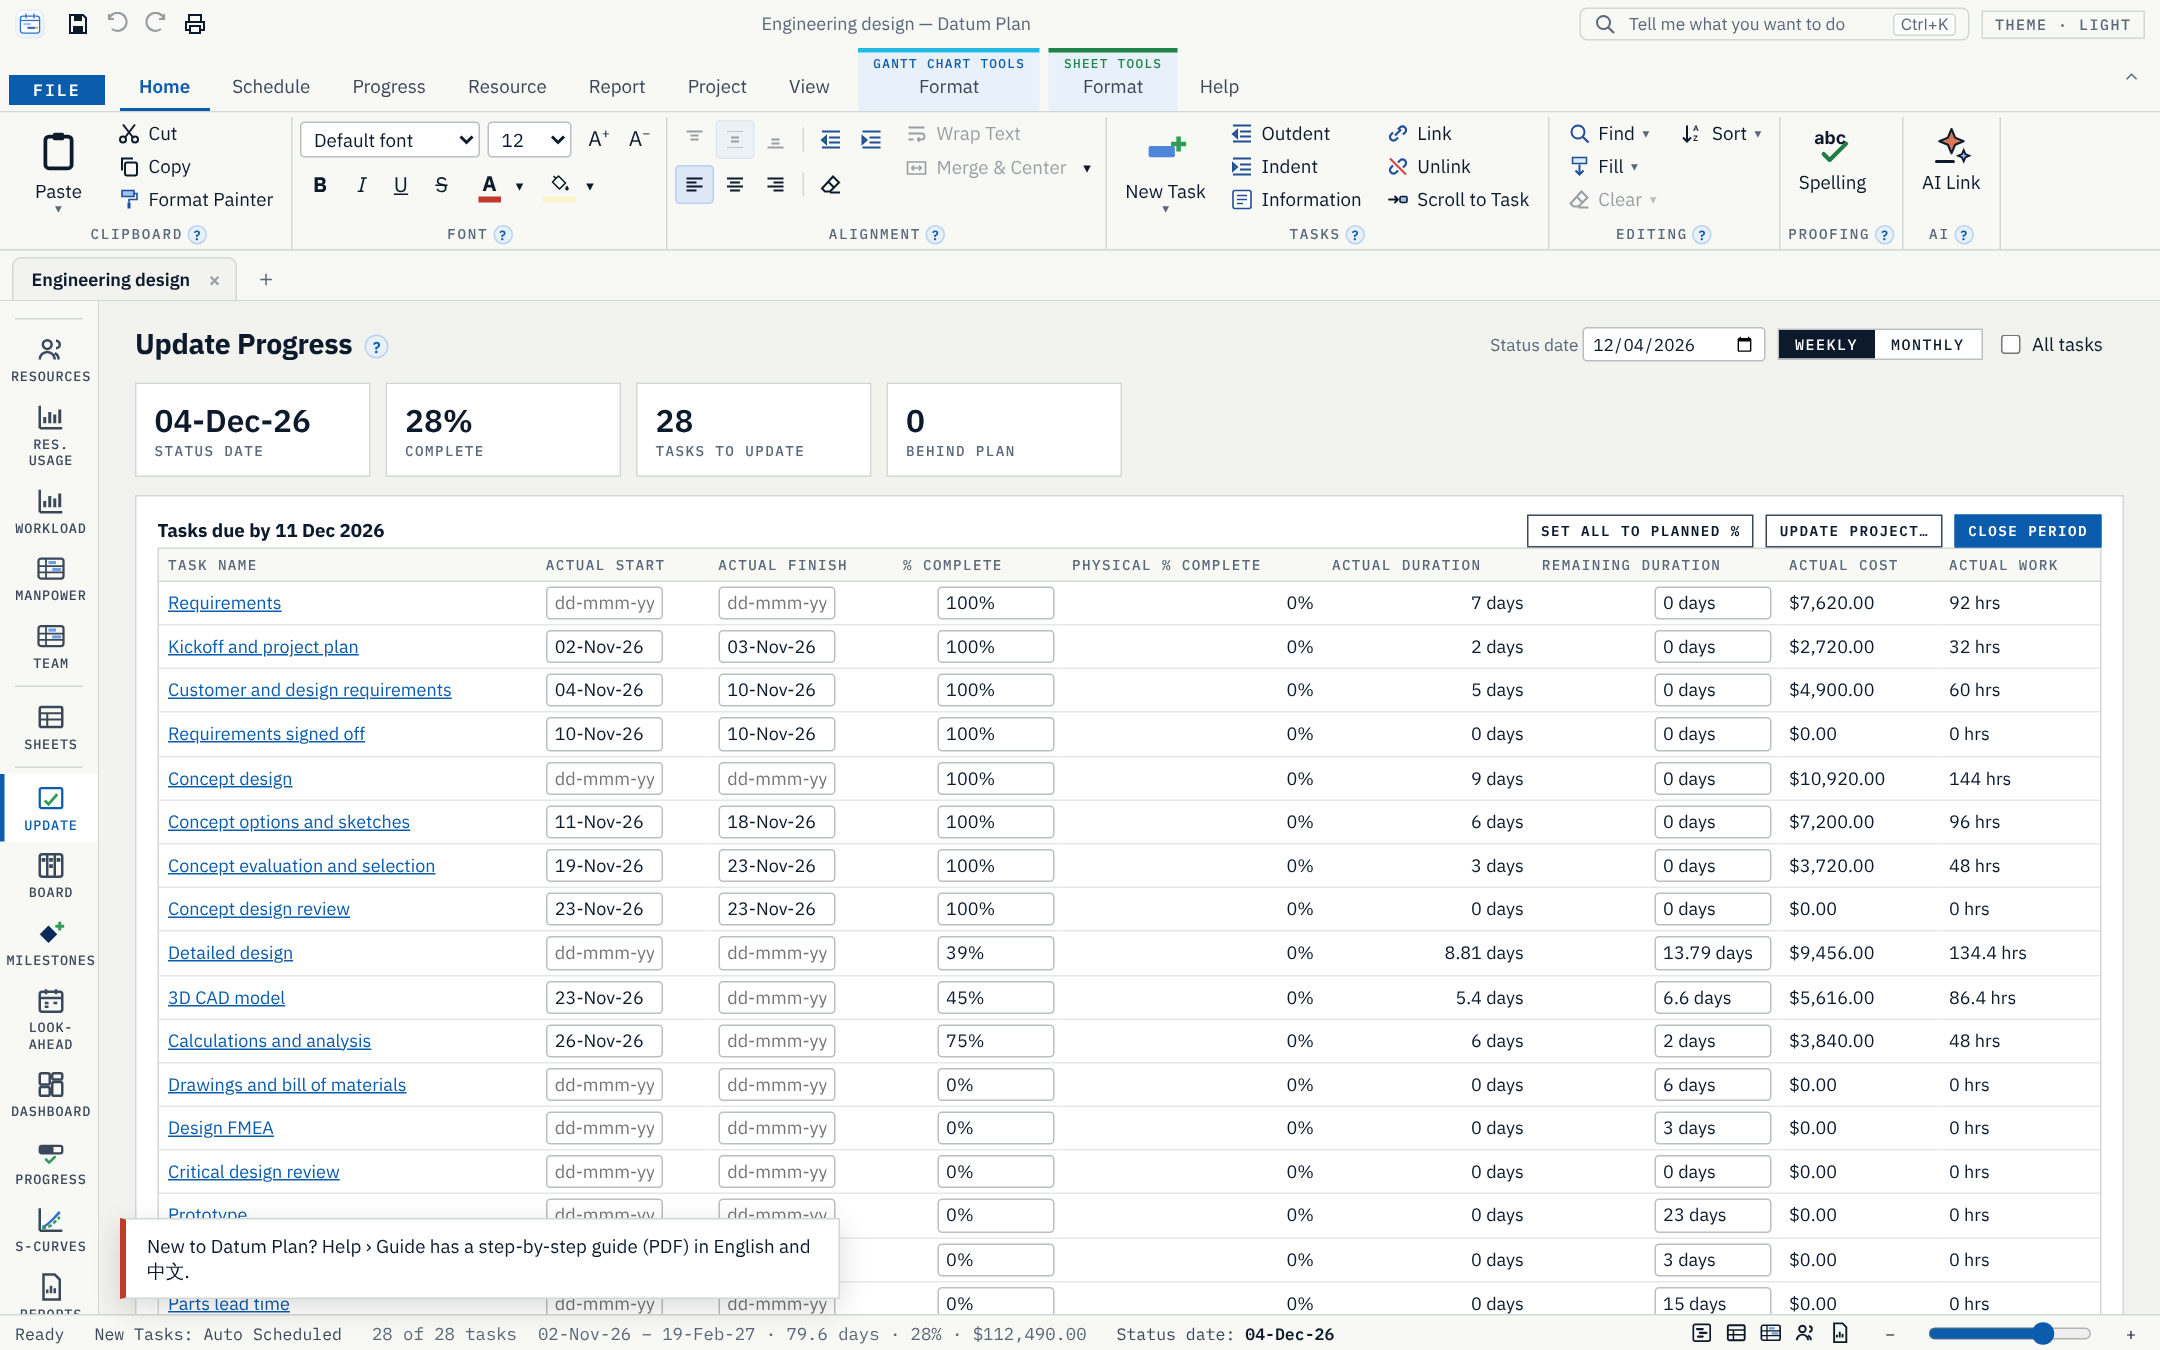 Engineering design — Datum Plan
Tell me what you want to do Ctrl+K
THEME · LIGHT
GANTT CHART TOOLS SHEET TOOLS
FILE Home Schedule Progress Resource Report Project View Format Format Help
Paste
Cut
Copy
Format Painter
CLIPBOARD ?
Default font 12 A+ A−
B I U S A
FONT ?
Wrap Text
Merge & Center
ALIGNMENT ?
New Task
Outdent
Indent
Information
Link
Unlink
Scroll to Task
TASKS ?
Find
Fill
Clear
Sort
EDITING ?
abc
Spelling
PROOFING ?
AI Link
AI ?
Engineering design × +
RESOURCES
RES. USAGE
WORKLOAD
MANPOWER
TEAM
SHEETS
UPDATE
BOARD
MILESTONES
LOOK-AHEAD
DASHBOARD
PROGRESS
S-CURVES
REPORTS
Update Progress ?
Status date 12/04/2026 WEEKLY MONTHLY All tasks
04-Dec-26 28% 28 0
STATUS DATE COMPLETE TASKS TO UPDATE BEHIND PLAN
Tasks due by 11 Dec 2026 SET ALL TO PLANNED % UPDATE PROJECT… CLOSE PERIOD
TASK NAME ACTUAL START ACTUAL FINISH % COMPLETE PHYSICAL % COMPLETE ACTUAL DURATION REMAINING DURATION ACTUAL COST ACTUAL WORK
Requirements dd-mmm-yy dd-mmm-yy 100% 0% 7 days 0 days $7,620.00 92 hrs
Kickoff and project plan 02-Nov-26 03-Nov-26 100% 0% 2 days 0 days $2,720.00 32 hrs
Customer and design requirements 04-Nov-26 10-Nov-26 100% 0% 5 days 0 days $4,900.00 60 hrs
Requirements signed off 10-Nov-26 10-Nov-26 100% 0% 0 days 0 days $0.00 0 hrs
Concept design dd-mmm-yy dd-mmm-yy 100% 0% 9 days 0 days $10,920.00 144 hrs
Concept options and sketches 11-Nov-26 18-Nov-26 100% 0% 6 days 0 days $7,200.00 96 hrs
Concept evaluation and selection 19-Nov-26 23-Nov-26 100% 0% 3 days 0 days $3,720.00 48 hrs
Concept design review 23-Nov-26 23-Nov-26 100% 0% 0 days 0 days $0.00 0 hrs
Detailed design dd-mmm-yy dd-mmm-yy 39% 0% 8.81 days 13.79 days $9,456.00 134.4 hrs
3D CAD model 23-Nov-26 dd-mmm-yy 45% 0% 5.4 days 6.6 days $5,616.00 86.4 hrs
Calculations and analysis 26-Nov-26 dd-mmm-yy 75% 0% 6 days 2 days $3,840.00 48 hrs
Drawings and bill of materials dd-mmm-yy dd-mmm-yy 0% 0% 0 days 6 days $0.00 0 hrs
Design FMEA dd-mmm-yy dd-mmm-yy 0% 0% 0 days 3 days $0.00 0 hrs
Critical design review dd-mmm-yy dd-mmm-yy 0% 0% 0 days 0 days $0.00 0 hrs
Prototype dd-mmm-yy dd-mmm-yy 0% 0% 0 days 23 days $0.00 0 hrs
0% 0% 0 days 3 days $0.00 0 hrs
Parts lead time dd-mmm-yy dd-mmm-yy 0% 0% 0 days 15 days $0.00 0 hrs
New to Datum Plan? Help › Guide has a step-by-step guide (PDF) in English and
中文.
Ready New Tasks: Auto Scheduled 28 of 28 tasks 02-Nov-26 – 19-Feb-27 · 79.6 days · 28% · $112,490.00 Status date: 04-Dec-26 − +